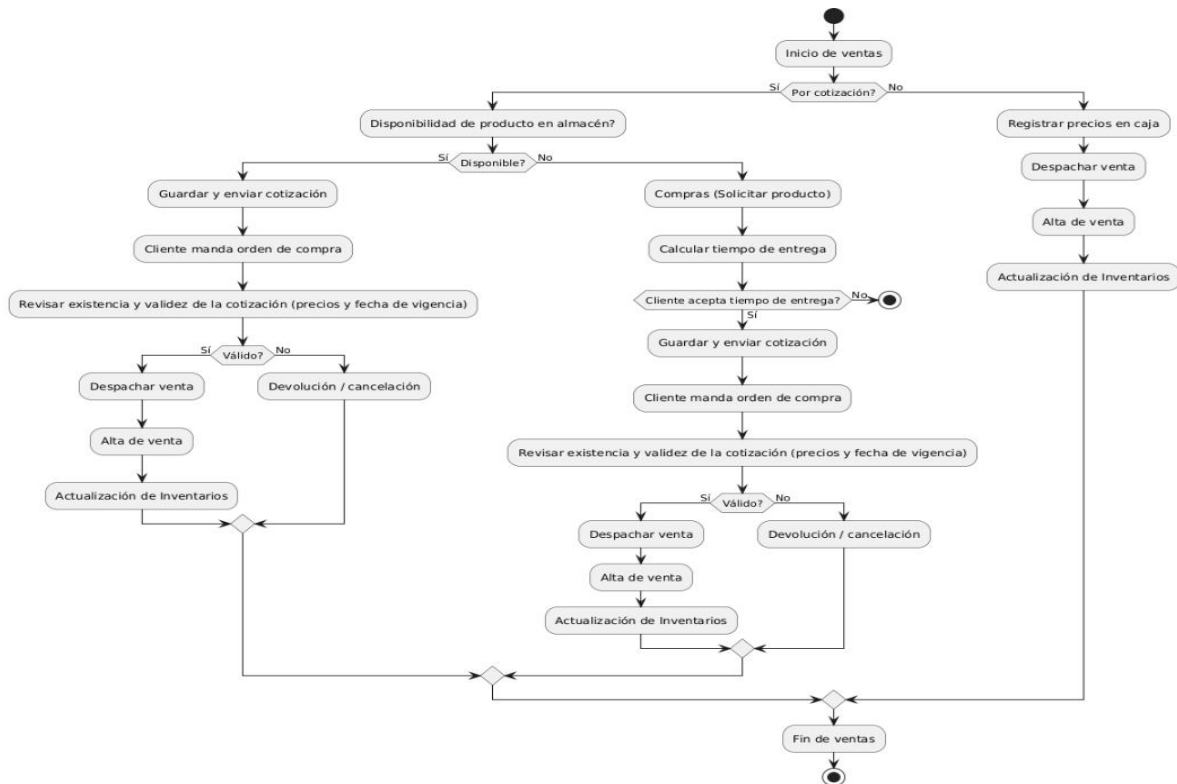 Inicio de ventas
Sí
Por cotización?
No
Disponibilidad de producto en almacén?
Registrar precios en caja
Sí
Disponible?
No
Despachar venta
Guardar y enviar cotización
Compras (Solicitar producto)
Alta de venta
Cliente manda orden de compra
Calcular tiempo de entrega
Actualización de Inventarios
Revisar existencia y validez de la cotización (precios y fecha de vigencia)
Cliente acepta tiempo de entrega?
No
Sí
Guardar y enviar cotización
Sí
Válido?
No
Despachar venta
Devolución / cancelación
Cliente manda orden de compra
Alta de venta
Revisar existencia y validez de la cotización (precios y fecha de vigencia)
Actualización de Inventarios
Sí
Válido?
No
Despachar venta
Devolución / cancelación
Alta de venta
Actualización de Inventarios
Fin de ventas